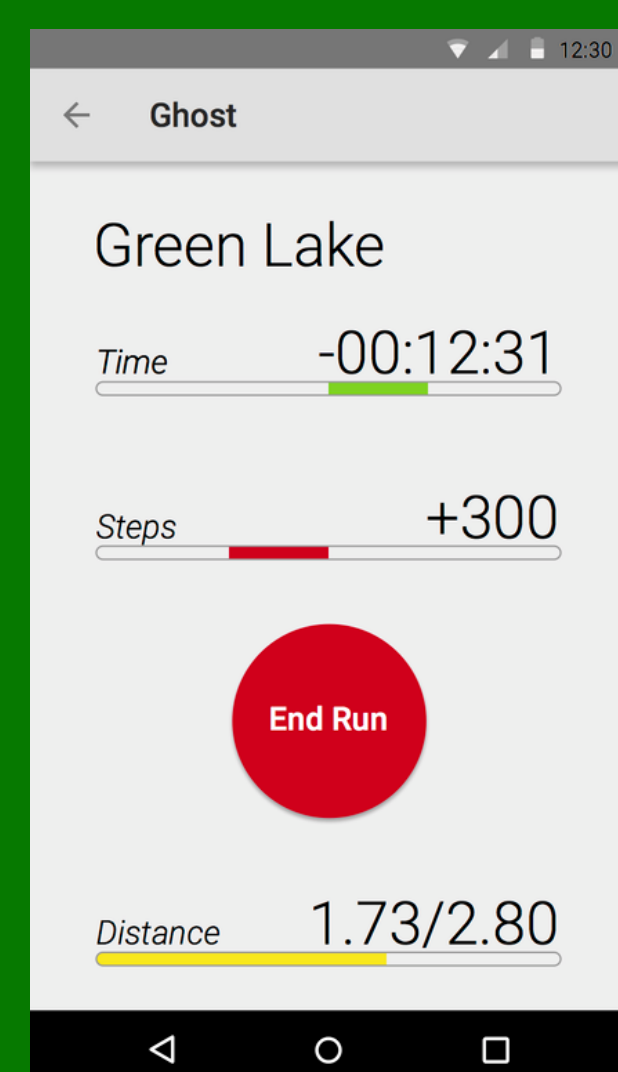 12:30
Ghost
Green Lake
Time -00:12:31
Steps +300
End Run
Distance 1.73/2.80